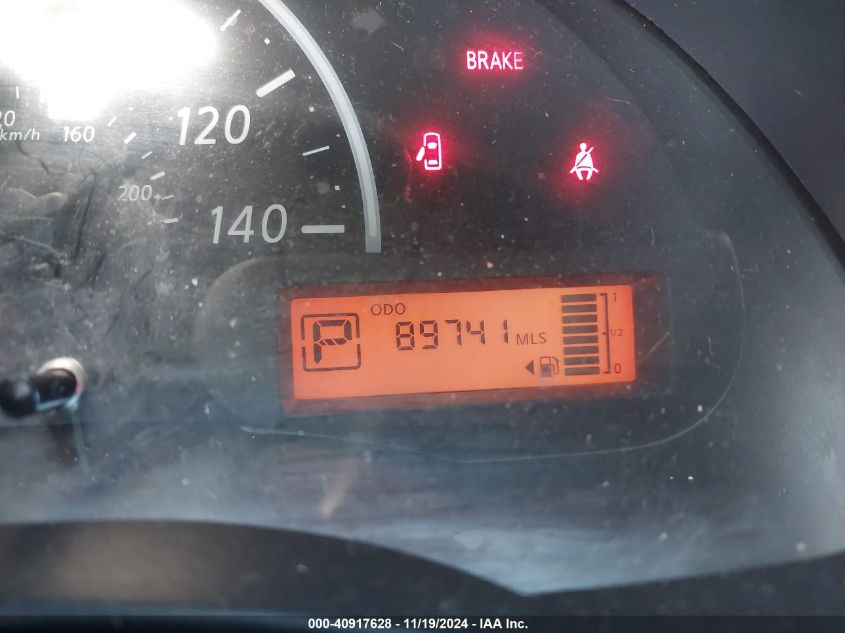 BRAKE
120
20
km/h
160
200
140
ODO
1
P
89741 MLS
1/2
0
000-40917628 - 11/19/2024 - IAA Inc.